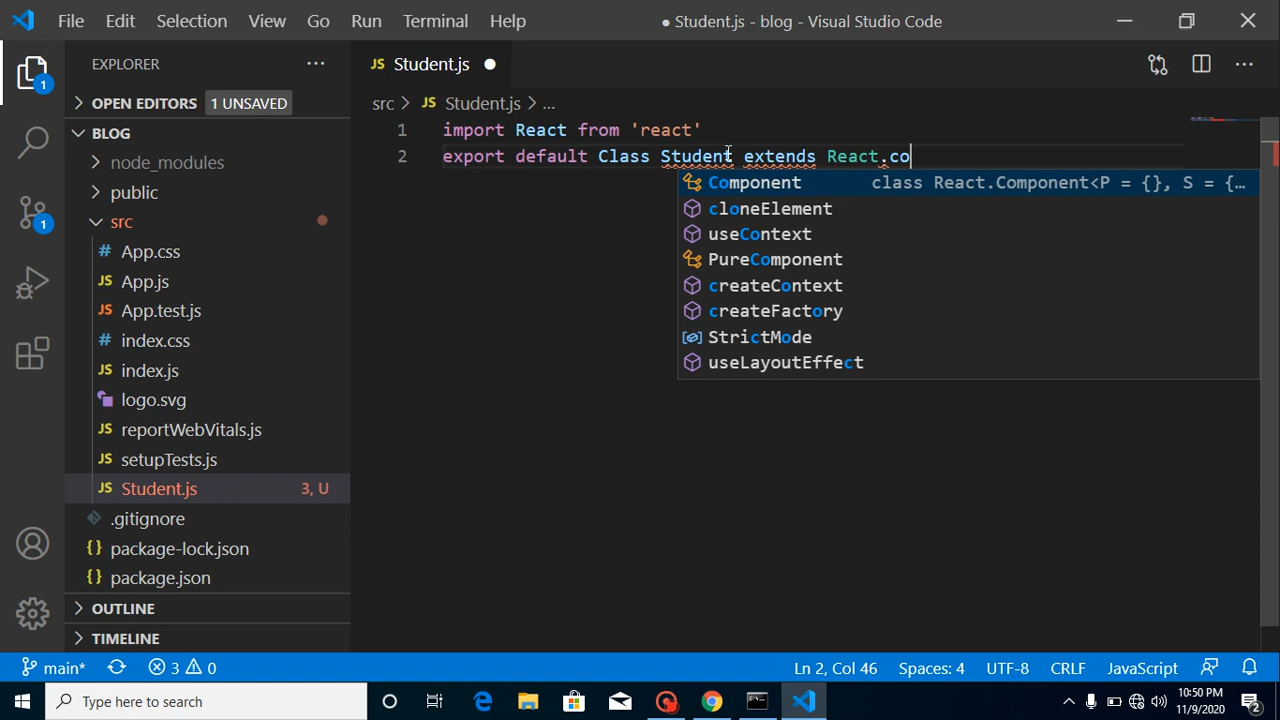 File Edit Selection View Go Run Terminal Help ● Student.js - blog - Visual Studio Code
EXPLORER
OPEN EDITORS 1 UNSAVED
BLOG
node_modules
public
src
App.css
App.js
App.test.js
index.css
index.js
logo.svg
reportWebVitals.js
setupTests.js
Student.js 3, U
.gitignore
package-lock.json
package.json
OUTLINE
TIMELINE
1
1
JS Student.js ●
src > JS Student.js > ...
1 import React from 'react'
2 export default Class Student extends React.co
Component class React.Component<P = {}, S = {…
cloneElement
useContext
PureComponent
createContext
createFactory
StrictMode
useLayoutEffect
main* 3 0 Ln 2, Col 46 Spaces: 4 UTF-8 CRLF JavaScript
Type here to search
10:50 PM
11/9/2020
2